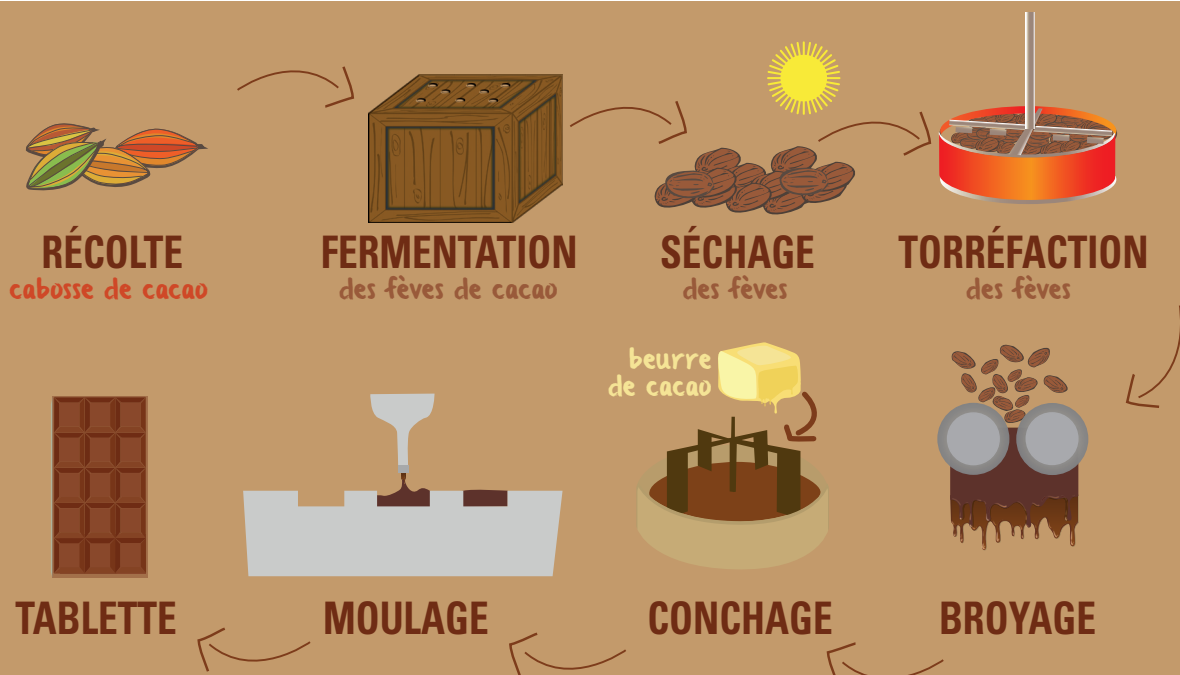 RÉCOLTE
cabosse de cacao
FERMENTATION
des fèves de cacao
SÉCHAGE
des fèves
TORRÉFACTION
des fèves
beurre
de cacao
BROYAGE
CONCHAGE
MOULAGE
TABLETTE